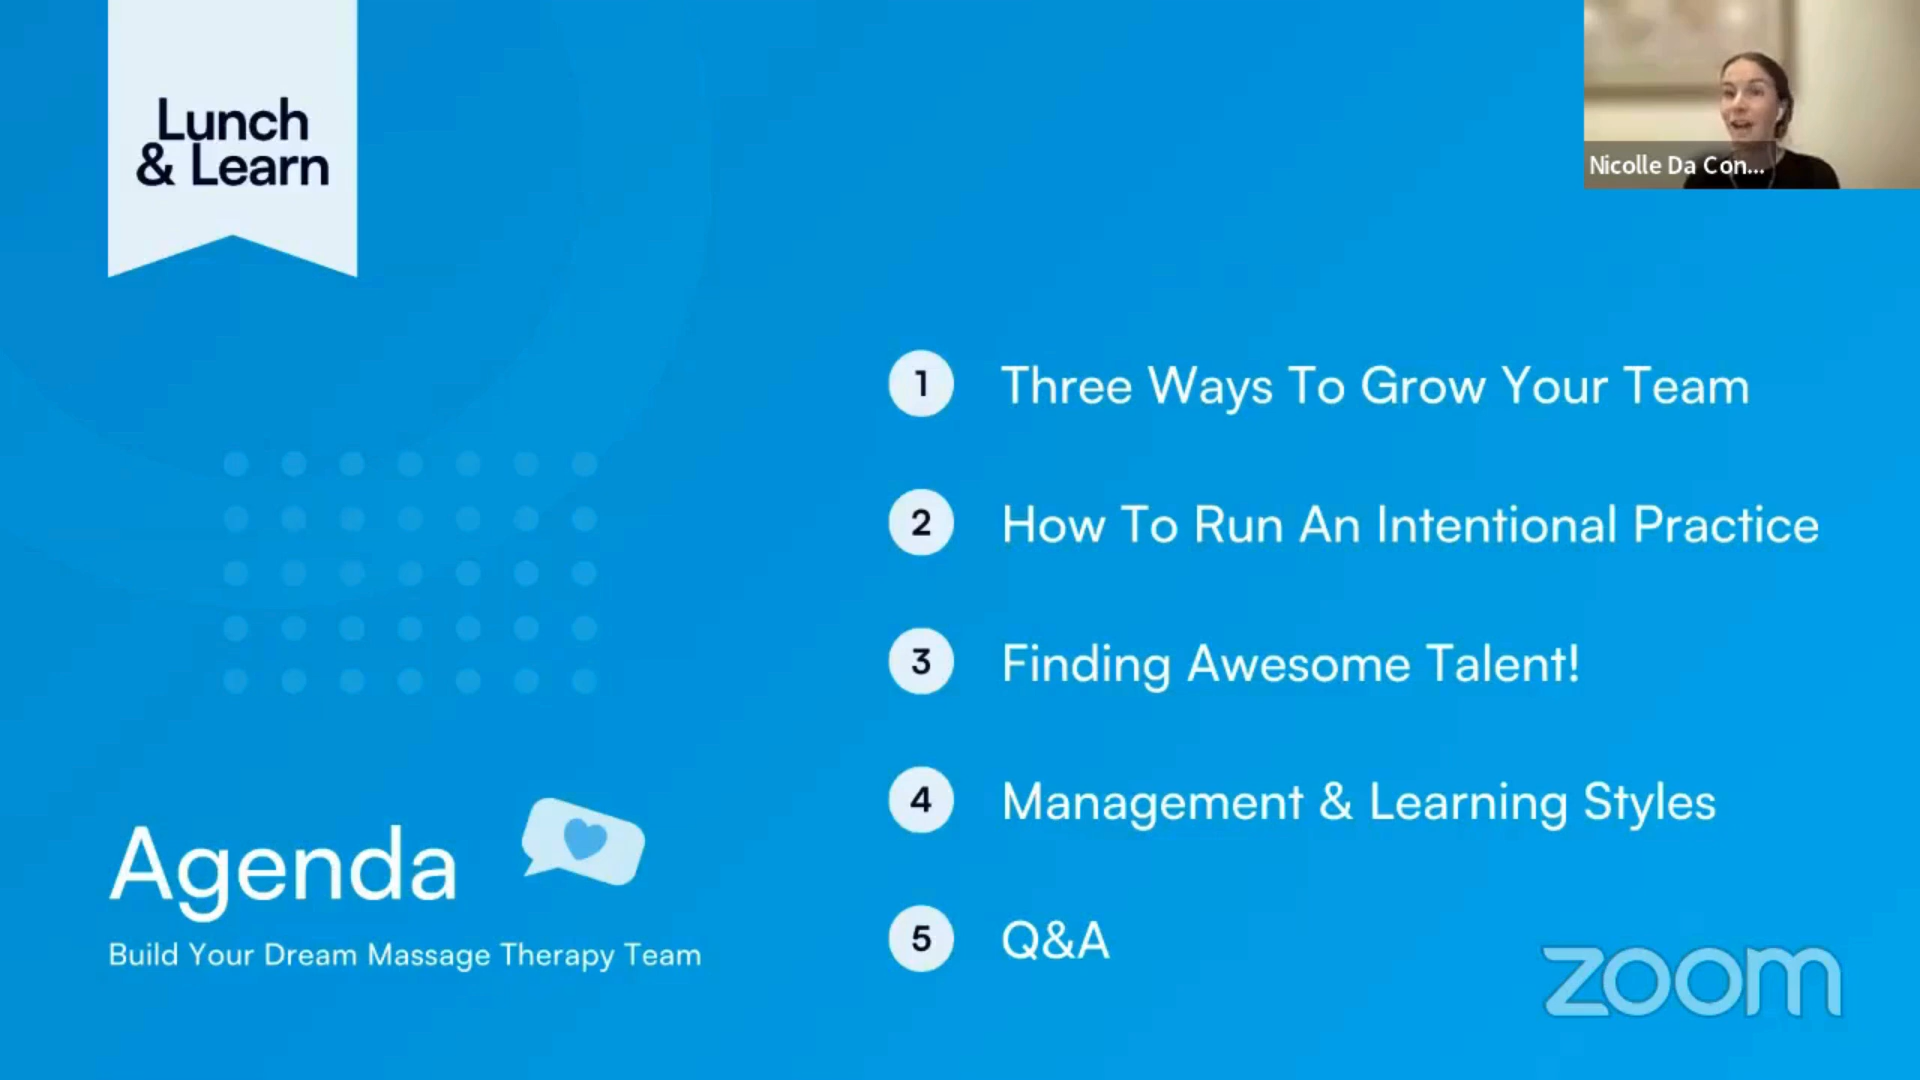 Lunch
& Learn
Nicolle Da Con...
1 Three Ways To Grow Your Team
2 How To Run An Intentional Practice
3 Finding Awesome Talent!
4 Management & Learning Styles
5 Q&A
Agenda
Build Your Dream Massage Therapy Team
zoom